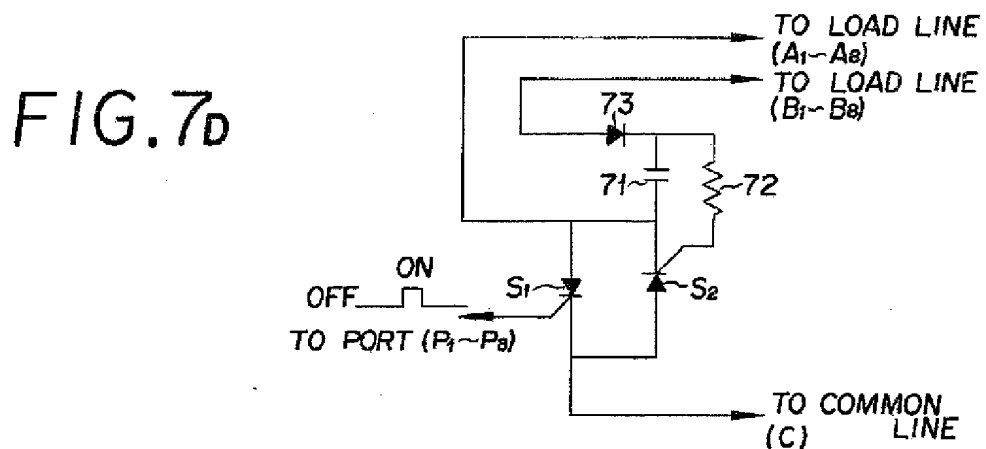 FIG. 7D
TO LOAD LINE
(A1~A8)
TO LOAD LINE
(B1~B8)
73
71
72
ON
OFF
S1
S2
TO PORT (P1~P8)
TO COMMON
(C) LINE